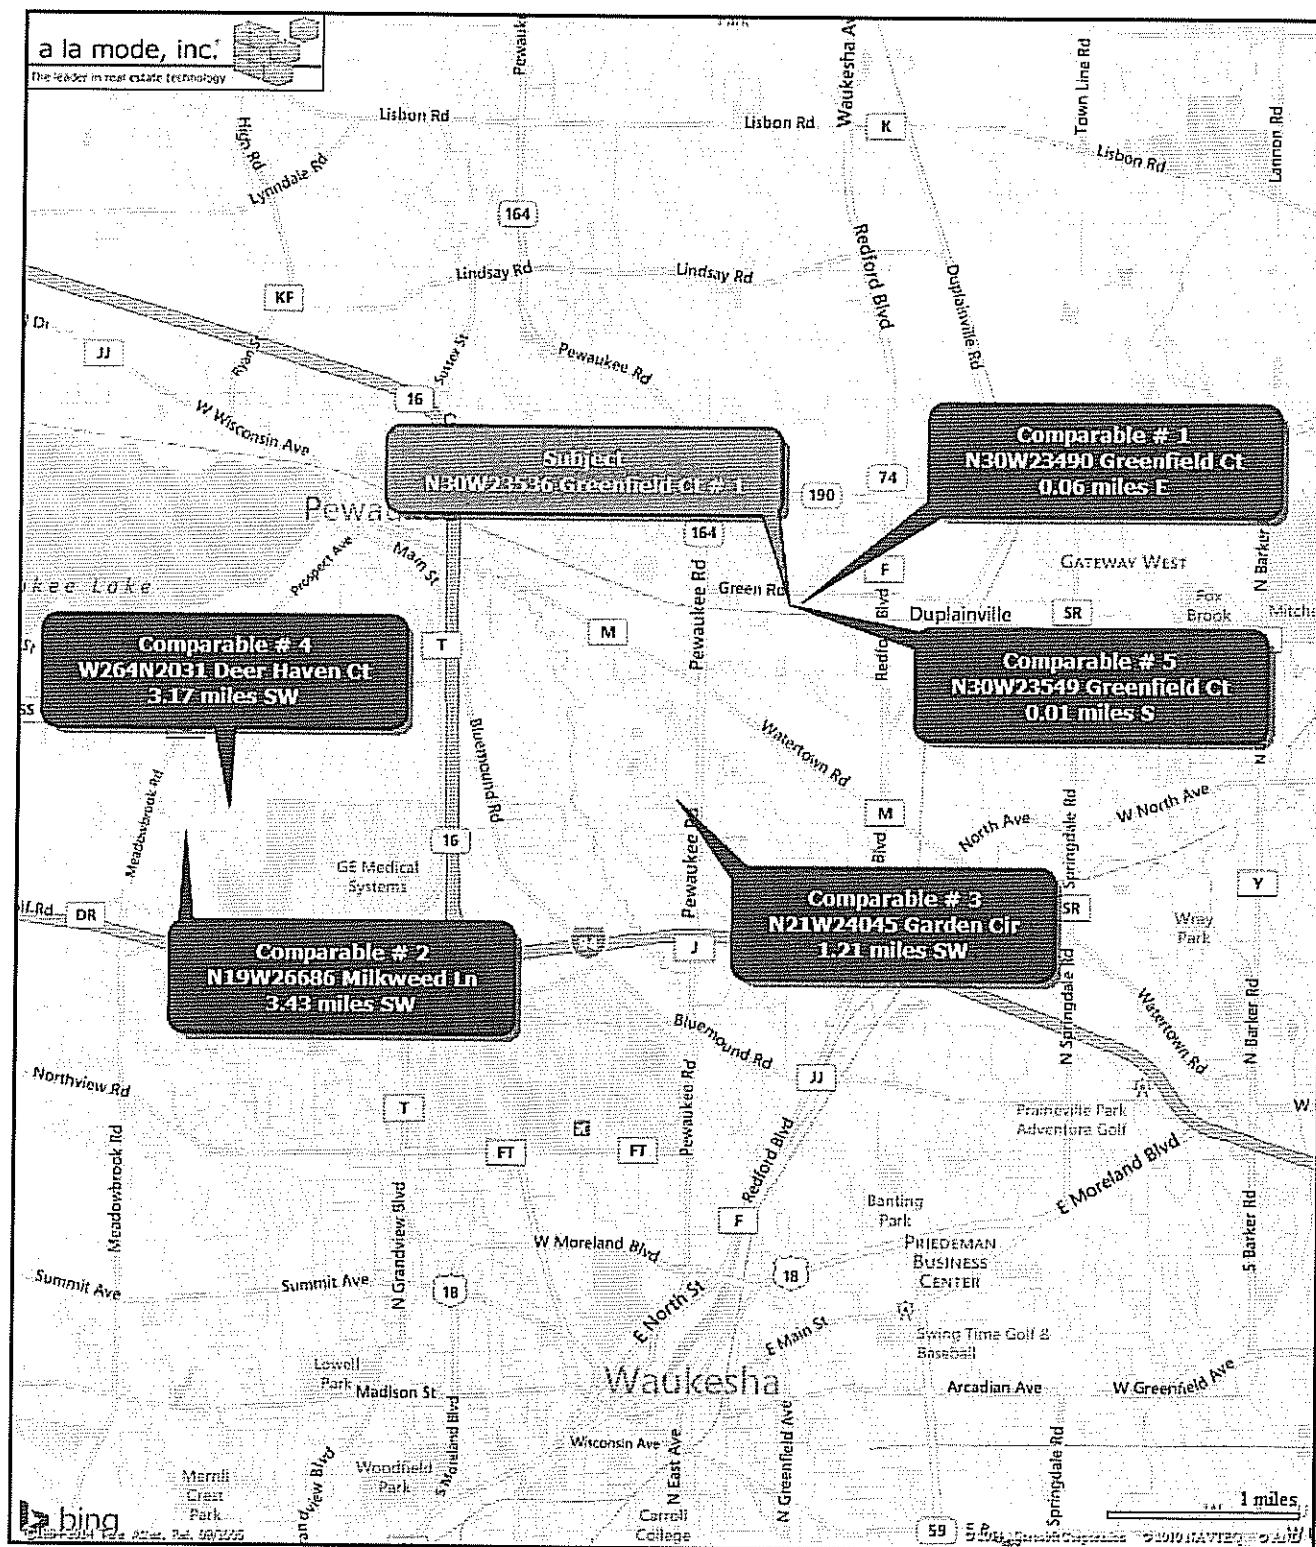 a la mode, inc.
The leader in real estate technology
Lisbon Rd
Lisbon Rd
Waukesha Av
K
Town Line Rd
Lisbon Rd
Lannon Rd
High Rd
Lynndale Rd
164
Redford Blvd
Duplainville Rd
Lindsay Rd
Lindsay Rd
KF
JJ
Ryan St
Sussex St
Pewaukee Rd
16
W Wisconsin Ave
Subject
N30W23536 Greenfield Ct # 1
Comparable # 1
N30W23490 Greenfield Ct
0.06 miles E
74
190
164
Prospect Ave
Main St
F
GATEWAY WEST
N Barker
Green Rd
Duplainville
SR
Fox
Brook
Pewaukee Rd
M
T
Comparable # 4
W264N2031 Deer Haven Ct
3.17 miles SW
Comparable # 5
N30W23549 Greenfield Ct
0.01 miles S
Bluemound Rd
Watertown Rd
Meadowbrook Rd
M
North Ave
W North Ave
Springdale Rd
16
GE Medical
Systems
Blvd
Y
DR
Pewaukee Rd
SR
Wray
Park
Comparable # 3
N21W24045 Garden Cir
1.21 miles SW
Comparable # 2
N19W26686 Milkweed Ln
3.43 miles SW
J
N Springdale Rd
Watertown Rd
N Barker Rd
Bluemound Rd
JJ
Northview Rd
T
Pewaukee Rd
Prairieville Park
Adventure Golf
W
FT
FT
Redford Blvd
E Moreland Blvd
Meadowbrook Rd
N Grandview Blvd
F
Banting
Park
PRIEDEMAN
BUSINESS
CENTER
S Barker Rd
W Moreland Blvd
18
Summit Ave
Summit Ave
18
E North St
E Main St
Swing Time Golf &
Baseball
Lowell
Park
Madison St
Waukesha
Arcadian Ave
W Greenfield Ave
S Moreland Blvd
Wisconsin Ave
N East Ave
N Greenfield Ave
Springdale Rd
Merrill
Crest
Park
Woodfield
Park
Carroll
College
59
1 miles
bing